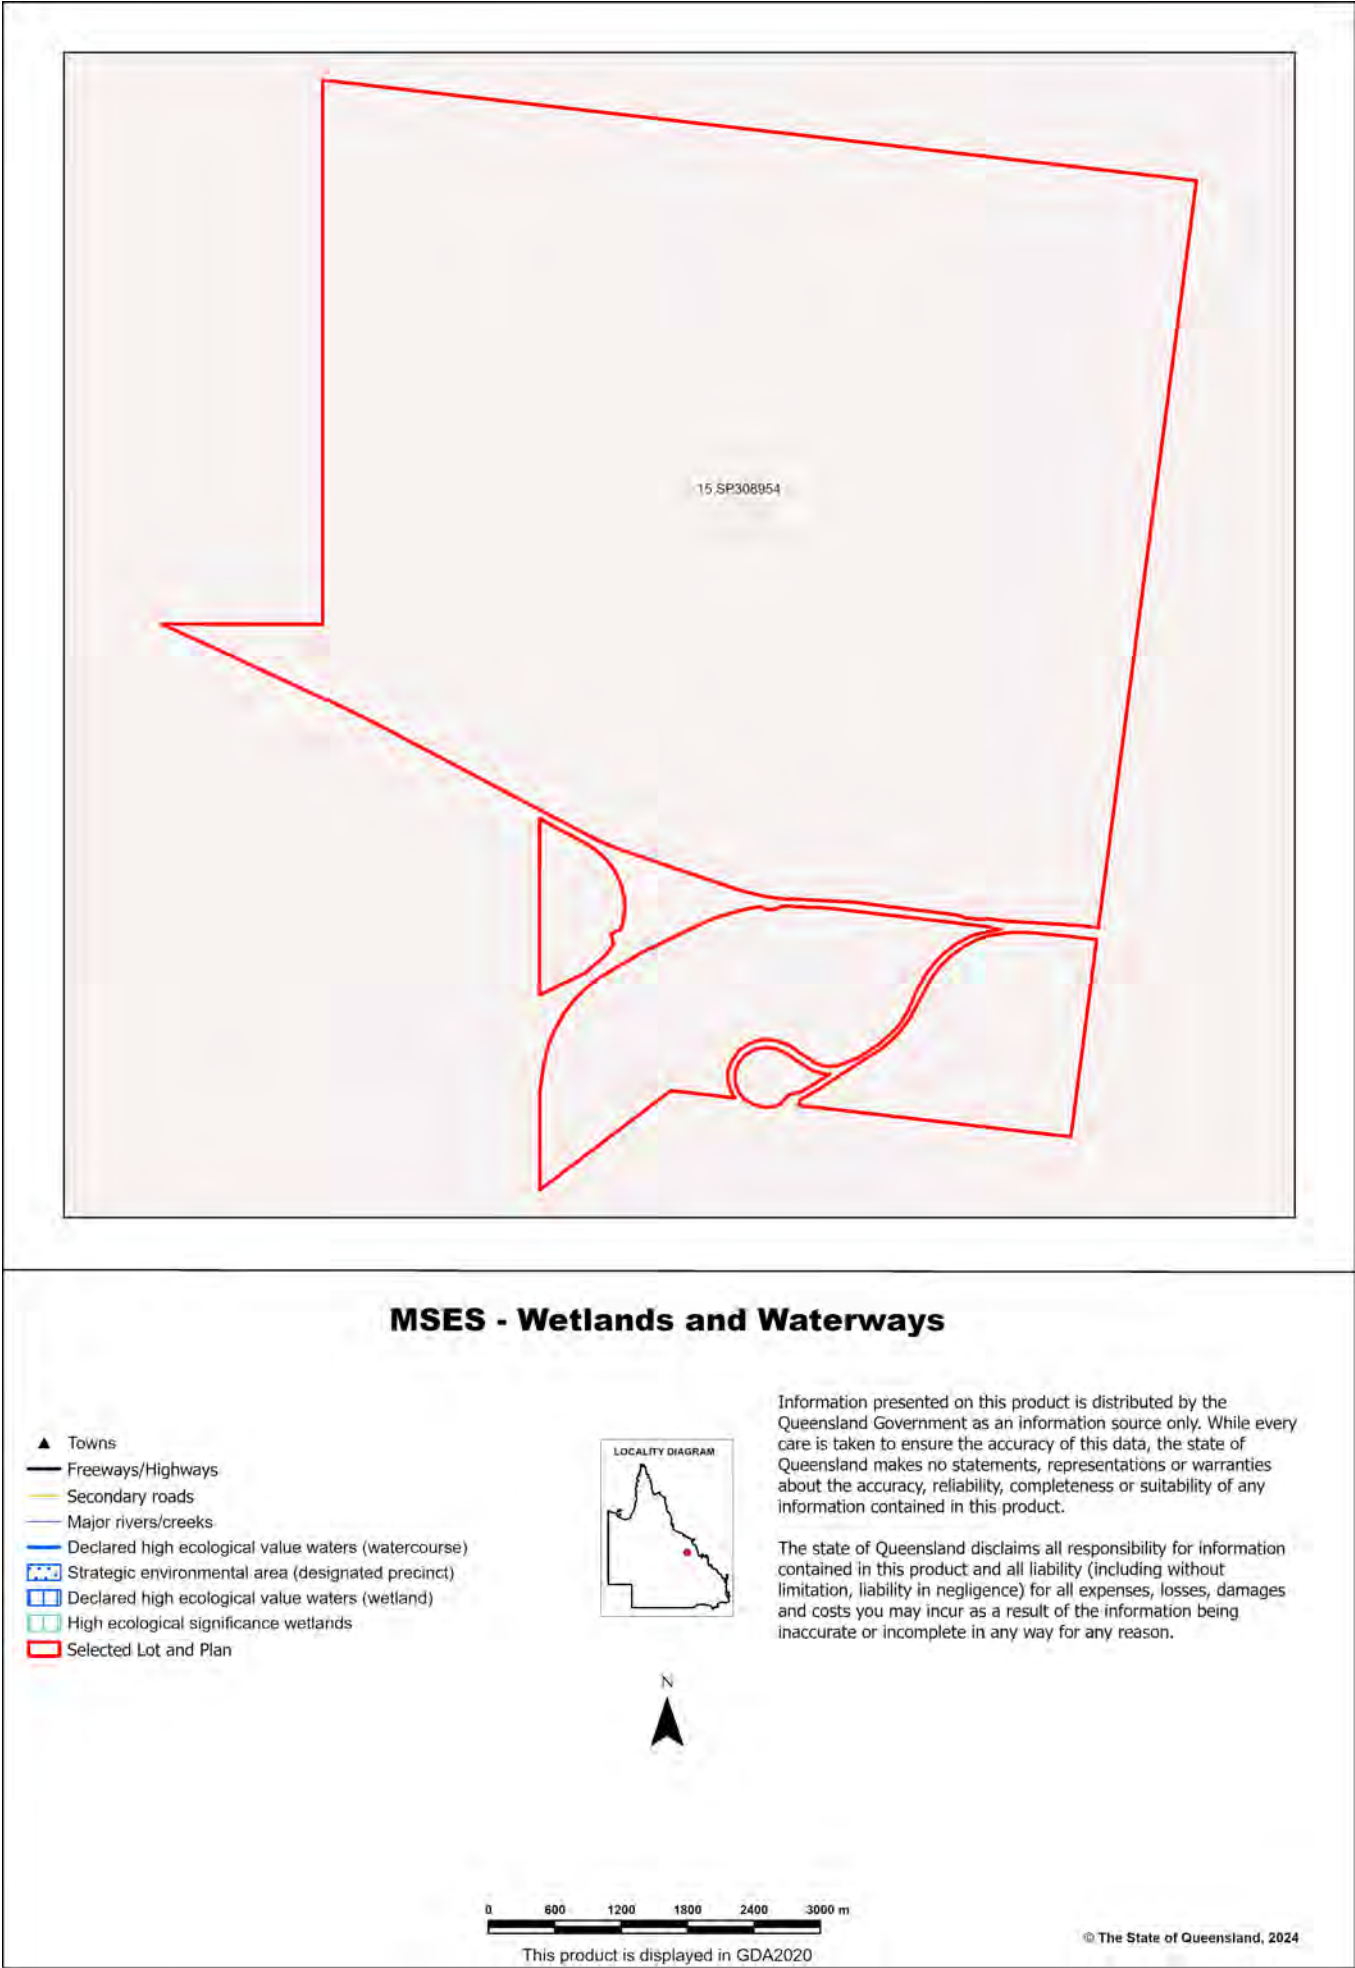 15 SP308954
MSES - Wetlands and Waterways
Towns
Freeways/Highways
Secondary roads
Major rivers/creeks
Declared high ecological value waters (watercourse)
Strategic environmental area (designated precinct)
Declared high ecological value waters (wetland)
High ecological significance wetlands
Selected Lot and Plan
LOCALITY DIAGRAM
N
Information presented on this product is distributed by the
Queensland Government as an information source only. While every
care is taken to ensure the accuracy of this data, the state of
Queensland makes no statements, representations or warranties
about the accuracy, reliability, completeness or suitability of any
information contained in this product.
The state of Queensland disclaims all responsibility for information
contained in this product and all liability (including without
limitation, liability in negligence) for all expenses, losses, damages
and costs you may incur as a result of the information being
inaccurate or incomplete in any way for any reason.
0 600 1200 1800 2400 3000 m
This product is displayed in GDA2020
© The State of Queensland, 2024